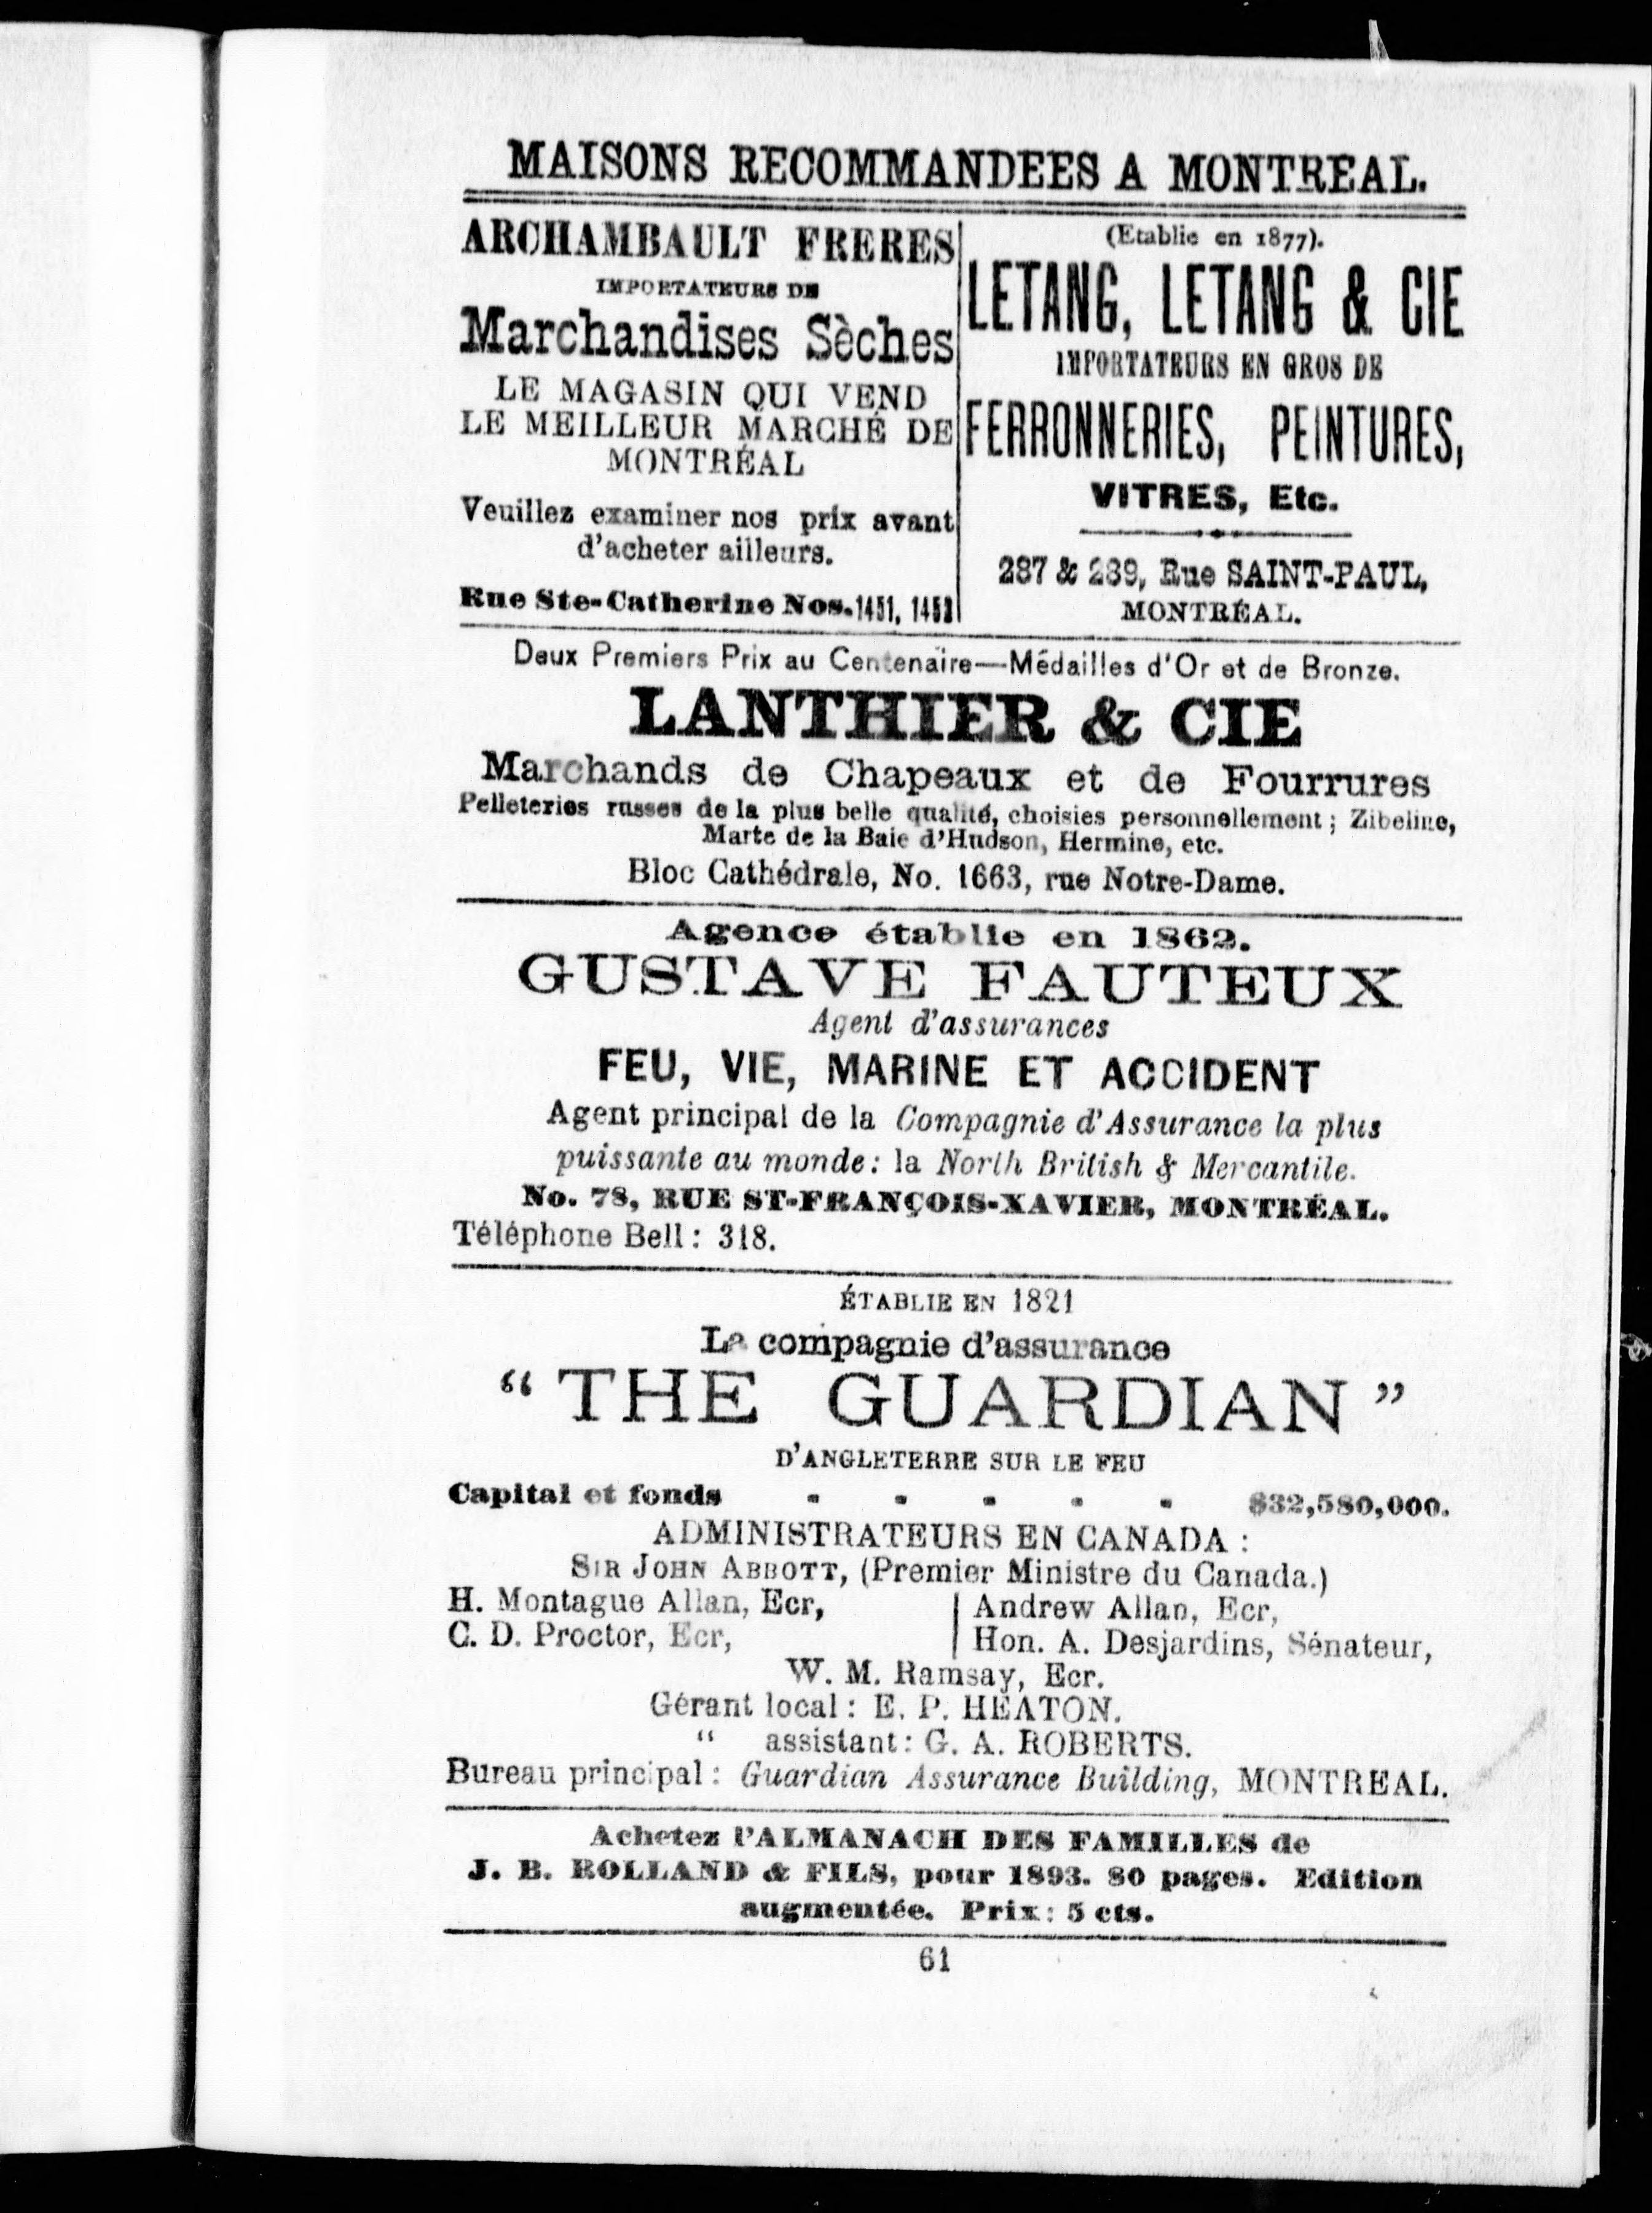 MAISONS RECOMMANDEES A MONTREAL.
ARCHAMBAULT FRERES
IMPORTATEURS DE
Marchandises Sèches
LE MAGASIN QUI VEND
LE MEILLEUR MARCHÉ DE
MONTRÉAL
Veuillez examiner nos prix avant
d'acheter ailleurs.
Rue Ste-Catherine Nos. 1451, 1453
(Etablie en 1877).
LETANG, LETANG & CIE
IMPORTATEURS EN GROS DE
FERRONNERIES, PEINTURES,
VITRES, Etc.
287 & 289, Rue SAINT-PAUL,
MONTRÉAL.
Deux Premiers Prix au Centenaire—Médailles d'Or et de Bronze.
LANTHIER & CIE
Marchands de Chapeaux et de Fourrures
Pelleteries russes de la plus belle qualité, choisies personnellement; Zibeline,
Marte de la Baie d'Hudson, Hermine, etc.
Bloc Cathédrale, No. 1663, rue Notre-Dame.
Agence établie en 1862.
GUSTAVE FAUTEUX
Agent d'assurances
FEU, VIE, MARINE ET ACCIDENT
Agent principal de la Compagnie d'Assurance la plus
puissante au monde: la North British & Mercantile.
No. 78, RUE ST-FRANÇOIS-XAVIER, MONTRÉAL.
Téléphone Bell: 318.
ÉTABLIE EN 1821
La compagnie d'assurance
"THE GUARDIAN"
D'ANGLETERRE SUR LE FEU
Capital et fonds - - - - - $32,580,000.
ADMINISTRATEURS EN CANADA:
SIR JOHN ABBOTT, (Premier Ministre du Canada.)
H. Montague Allan, Ecr,
C. D. Proctor, Ecr,
Andrew Allan, Ecr,
Hon. A. Desjardins, Sénateur,
W. M. Ramsay, Ecr.
Gérant local: E. P. HEATON.
" assistant: G. A. ROBERTS.
Bureau principal: Guardian Assurance Building, MONTREAL.
Achetez l'ALMANACH DES FAMILLES de
J. B. ROLLAND & FILS, pour 1893. 80 pages. Edition
augmentée. Prix: 5 cts.
61